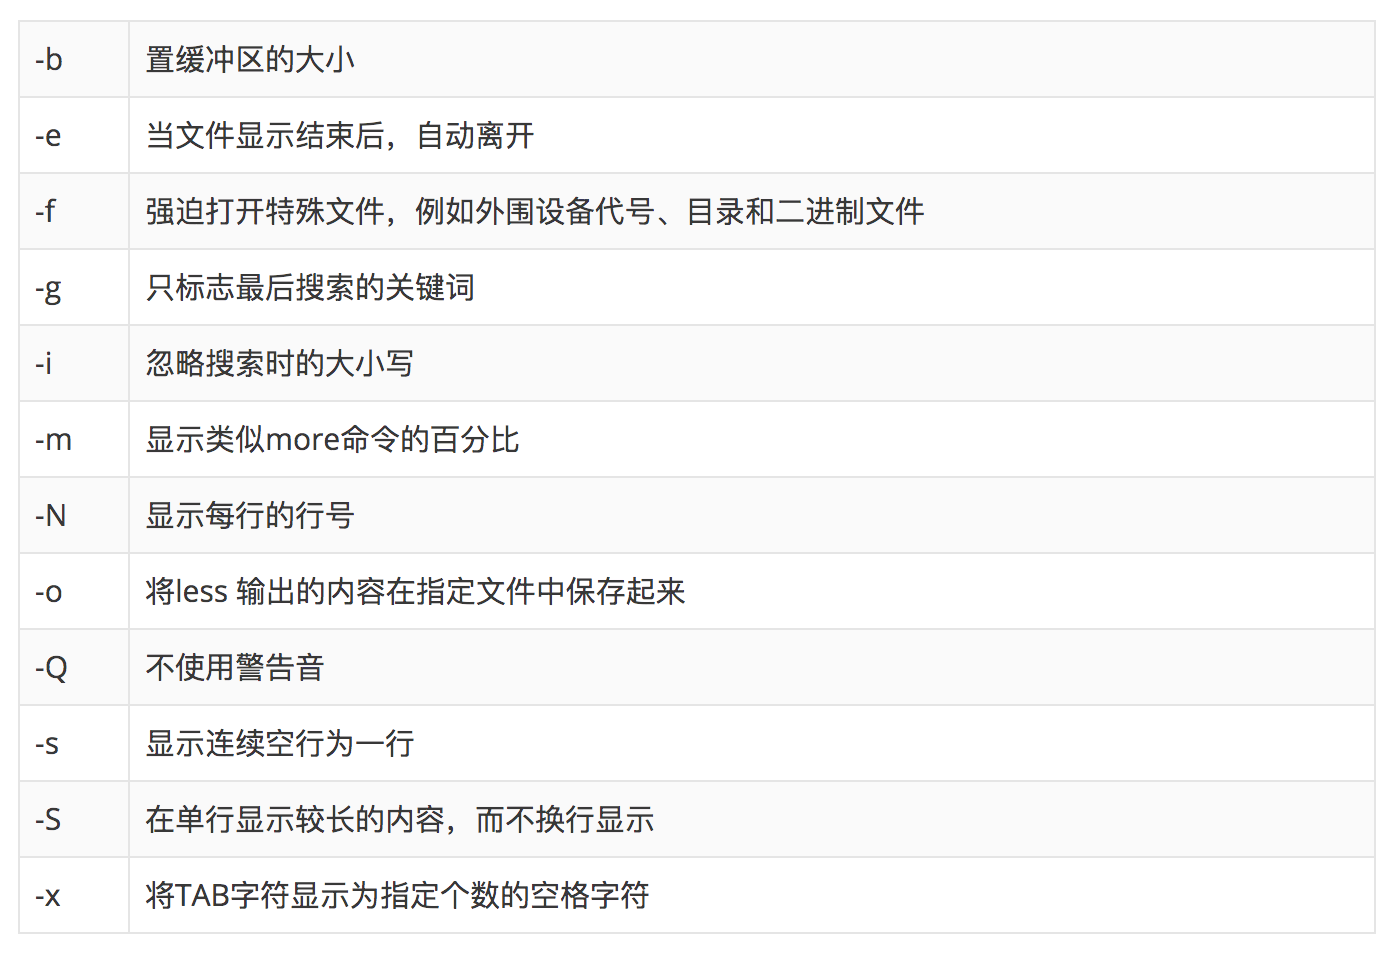 -b 置缓冲区的大小
-e 当文件显示结束后，自动离开
-f 强迫打开特殊文件，例如外围设备代号、目录和二进制文件
-g 只标志最后搜索的关键词
-i 忽略搜索时的大小写
-m 显示类似more命令的百分比
-N 显示每行的行号
-o 将less 输出的内容在指定文件中保存起来
-Q 不使用警告音
-s 显示连续空行为一行
-S 在单行显示较长的内容，而不换行显示
-x 将TAB字符显示为指定个数的空格字符